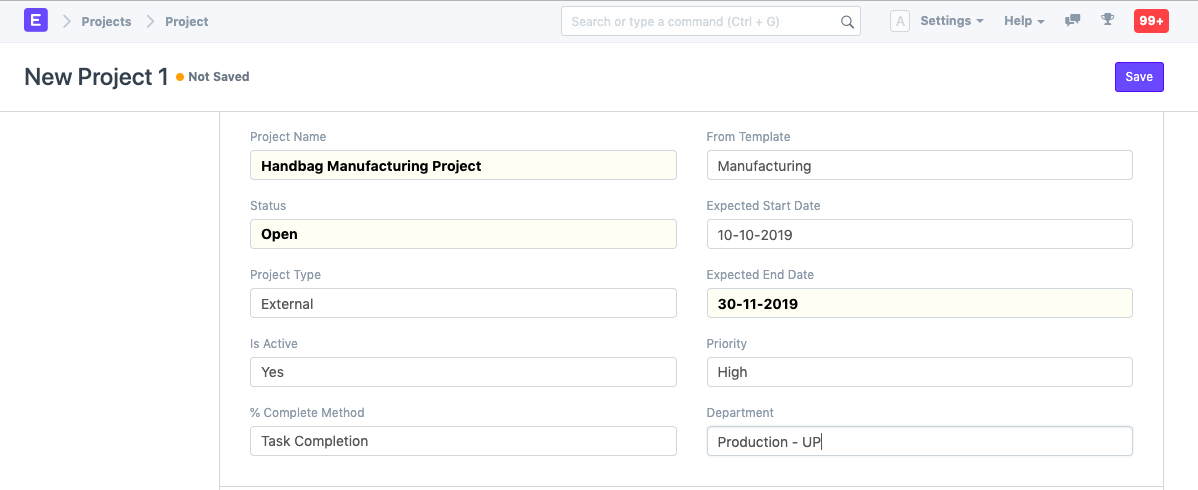 E Projects Project Search or type a command (Ctrl + G) A Settings Help 99+
New Project 1 Not Saved Save
Project Name From Template
Handbag Manufacturing Project Manufacturing
Status Expected Start Date
Open 10-10-2019
Project Type Expected End Date
External 30-11-2019
Is Active Priority
Yes High
% Complete Method Department
Task Completion Production - UP